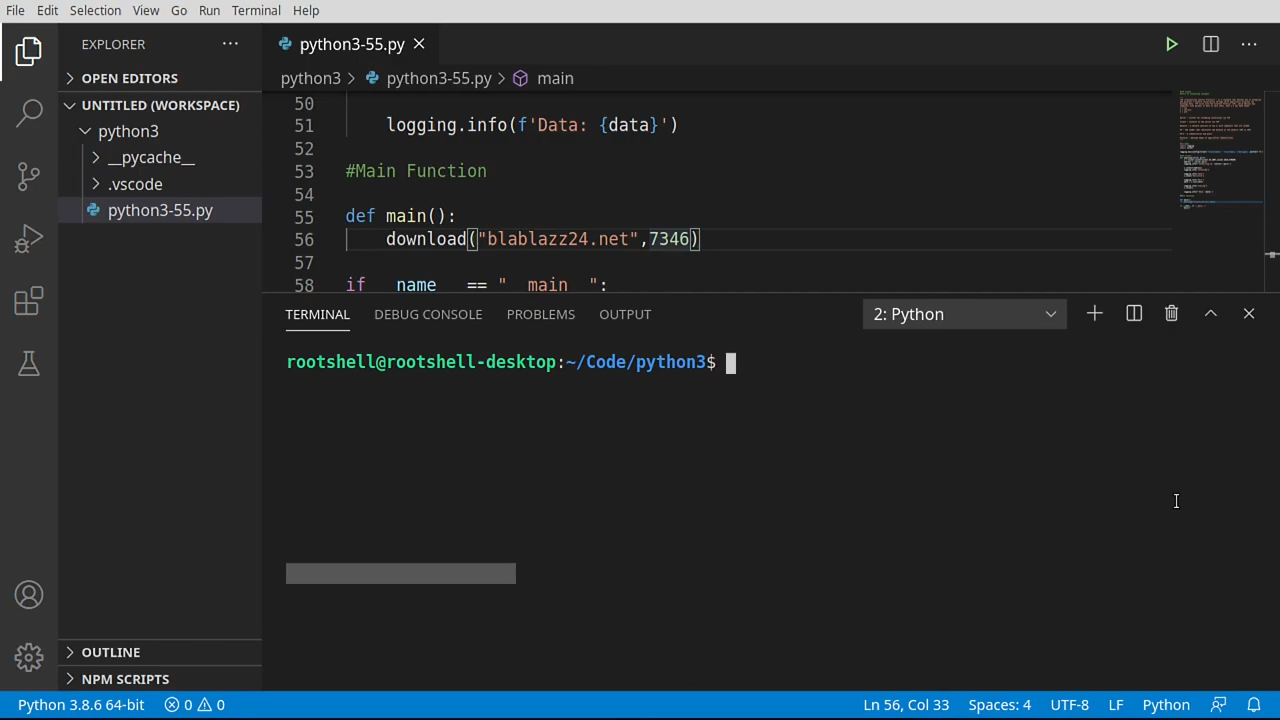 File Edit Selection View Go Run Terminal Help
EXPLORER
OPEN EDITORS
UNTITLED (WORKSPACE)
python3
__pycache__
.vscode
python3-55.py
OUTLINE
NPM SCRIPTS
python3-55.py
python3 > python3-55.py > main
50
51 logging.info(f'Data: {data}')
52
53 #Main Function
54
55 def main():
56 download("blablazz24.net",7346)
57
58 if __name__ == "__main__":
TERMINAL DEBUG CONSOLE PROBLEMS OUTPUT 2: Python
rootshell@rootshell-desktop:~/Code/python3$
Python 3.8.6 64-bit 0 0 Ln 56, Col 33 Spaces: 4 UTF-8 LF Python